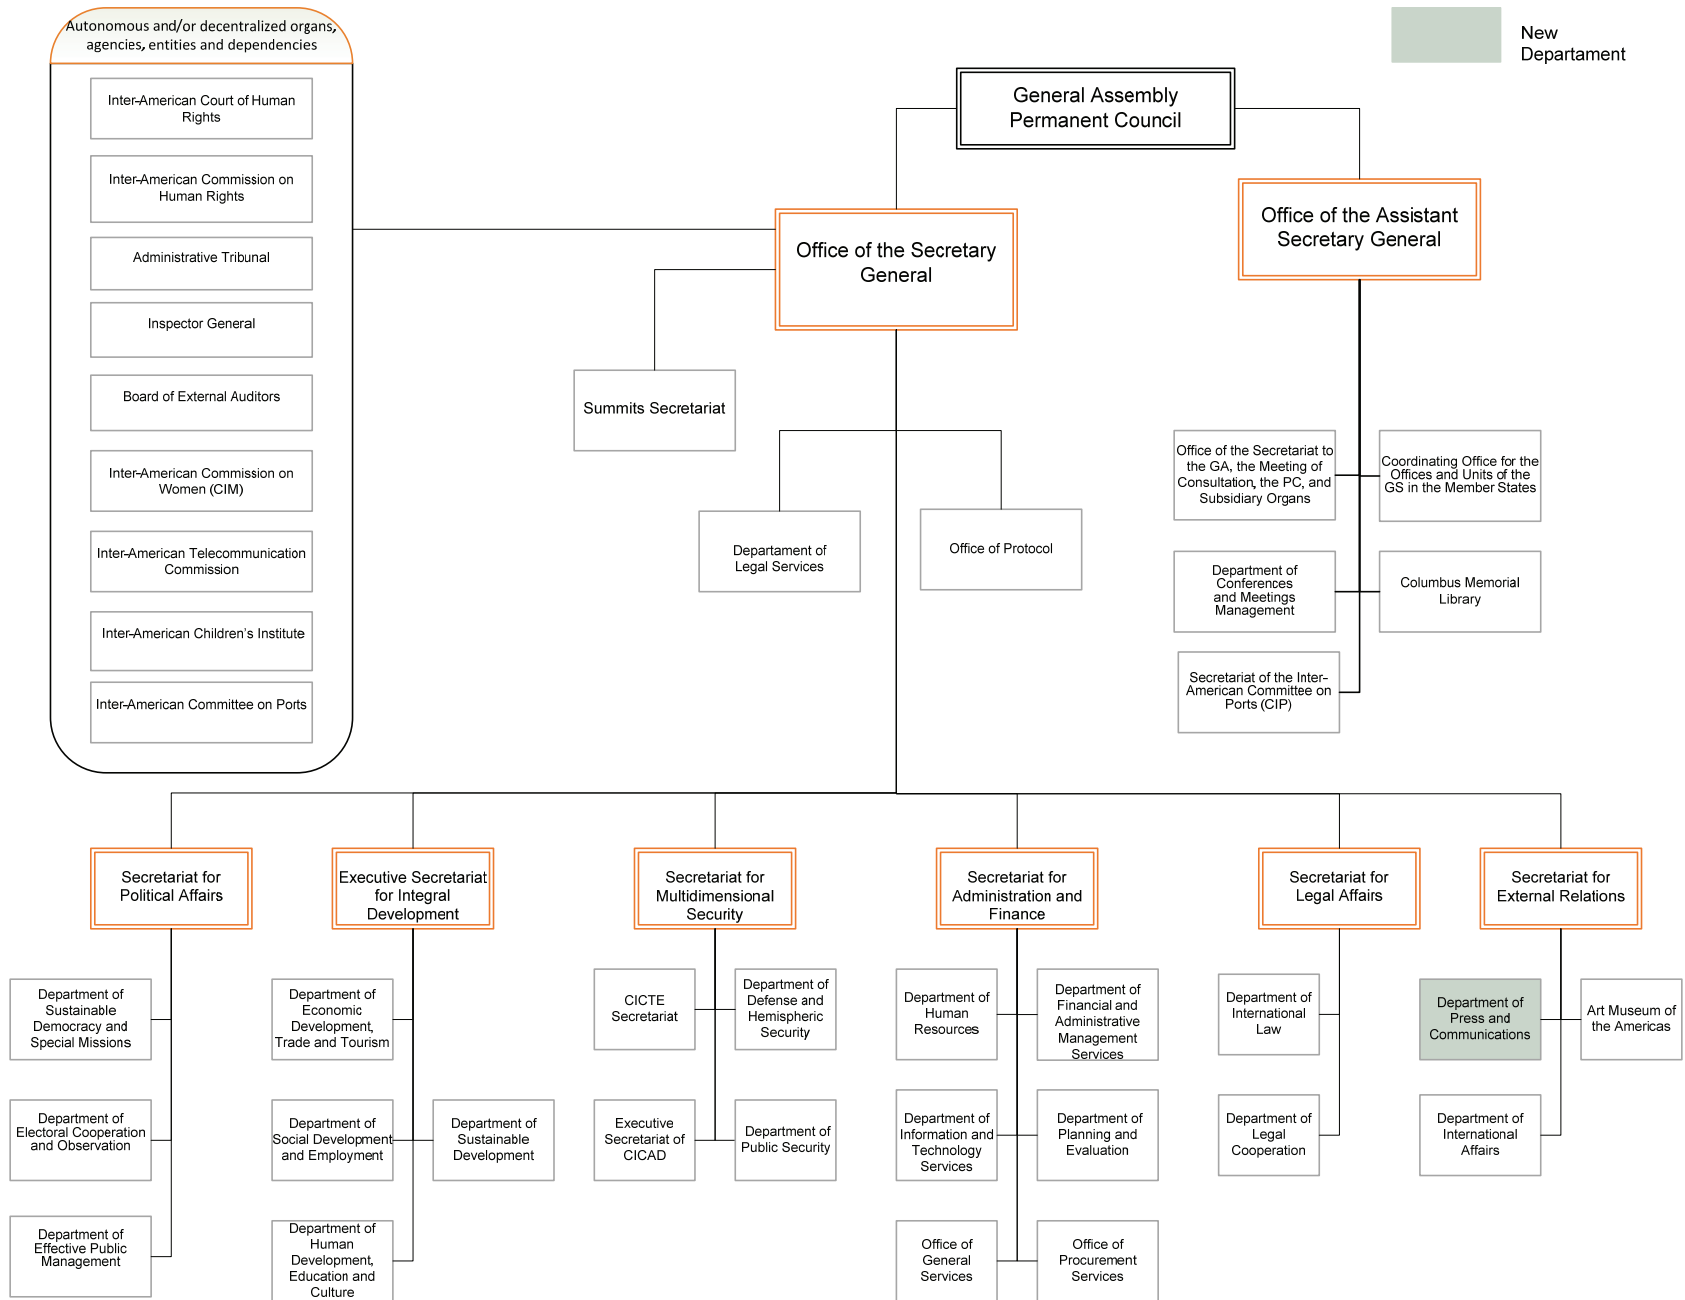 Autonomous and/or decentralized organs,
agencies, entities and dependencies
Inter-American Court of Human
Rights
Inter-American Commission on
Human Rights
Administrative Tribunal
Inspector General
Board of External Auditors
Inter-American Commission on
Women (CIM)
Inter-American Telecommunication
Commission
Inter-American Children's Institute
Inter-American Committee on Ports
New
Departament
General Assembly
Permanent Council
Office of the Secretary
General
Office of the Assistant
Secretary General
Summits Secretariat
Departament of
Legal Services
Office of Protocol
Office of the Secretariat to
the GA, the Meeting of
Consultation, the PC, and
Subsidiary Organs
Coordinating Office for the
Offices and Units of the
GS in the Member States
Department of
Conferences
and Meetings
Management
Columbus Memorial
Library
Secretariat of the Inter-
American Committee on
Ports (CIP)
Secretariat for
Political Affairs
Executive Secretariat
for Integral
Development
Secretariat for
Multidimensional
Security
Secretariat for
Administration and
Finance
Secretariat for
Legal Affairs
Secretariat for
External Relations
Department of
Sustainable
Democracy and
Special Missions
Department of
Electoral Cooperation
and Observation
Department of
Effective Public
Management
Department of
Economic
Development,
Trade and Tourism
Department of
Social Development
and Employment
Department of
Sustainable
Development
Department of
Human
Development,
Education and
Culture
CICTE
Secretariat
Department of
Defense and
Hemispheric
Security
Executive
Secretariat of
CICAD
Department of
Public Security
Department of
Human
Resources
Department of
Financial and
Administrative
Management
Services
Department of
Information and
Technology
Services
Department of
Planning and
Evaluation
Office of
General
Services
Office of
Procurement
Services
Department of
International
Law
Department of
Legal
Cooperation
Department of
Press and
Communications
Art Museum of
the Americas
Department of
International
Affairs